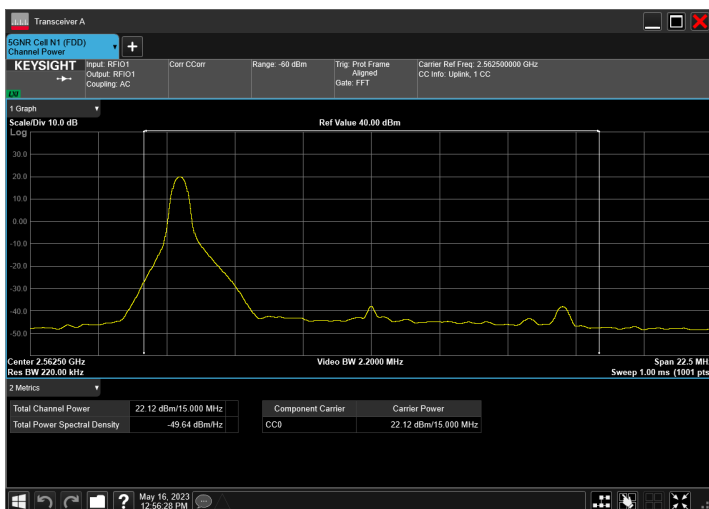 Transceiver A
5GNR Cell N1 (FDD)
Channel Power
KEYSIGHT
LXI
Input: RFIO1
Output: RFIO1
Coupling: AC
Corr CCorr
Range: -60 dBm
Trig: Prot Frame
Aligned
Gate: FFT
Carrier Ref Freq: 2.562500000 GHz
CC Info: Uplink, 1 CC
1 Graph
Scale/Div 10.0 dB
Ref Value 40.00 dBm
Log
30.0
20.0
10.0
0.00
-10.0
-20.0
-30.0
-40.0
-50.0
Center 2.56250 GHz
Video BW 2.2000 MHz
Span 22.5 MHz
Res BW 220.00 kHz
Sweep 1.00 ms (1001 pts)
2 Metrics
Total Channel Power 22.12 dBm/15.000 MHz
Total Power Spectral Density -49.64 dBm/Hz
Component Carrier Carrier Power
CC0 22.12 dBm/15.000 MHz
?
May 16, 2023
12:56:28 PM